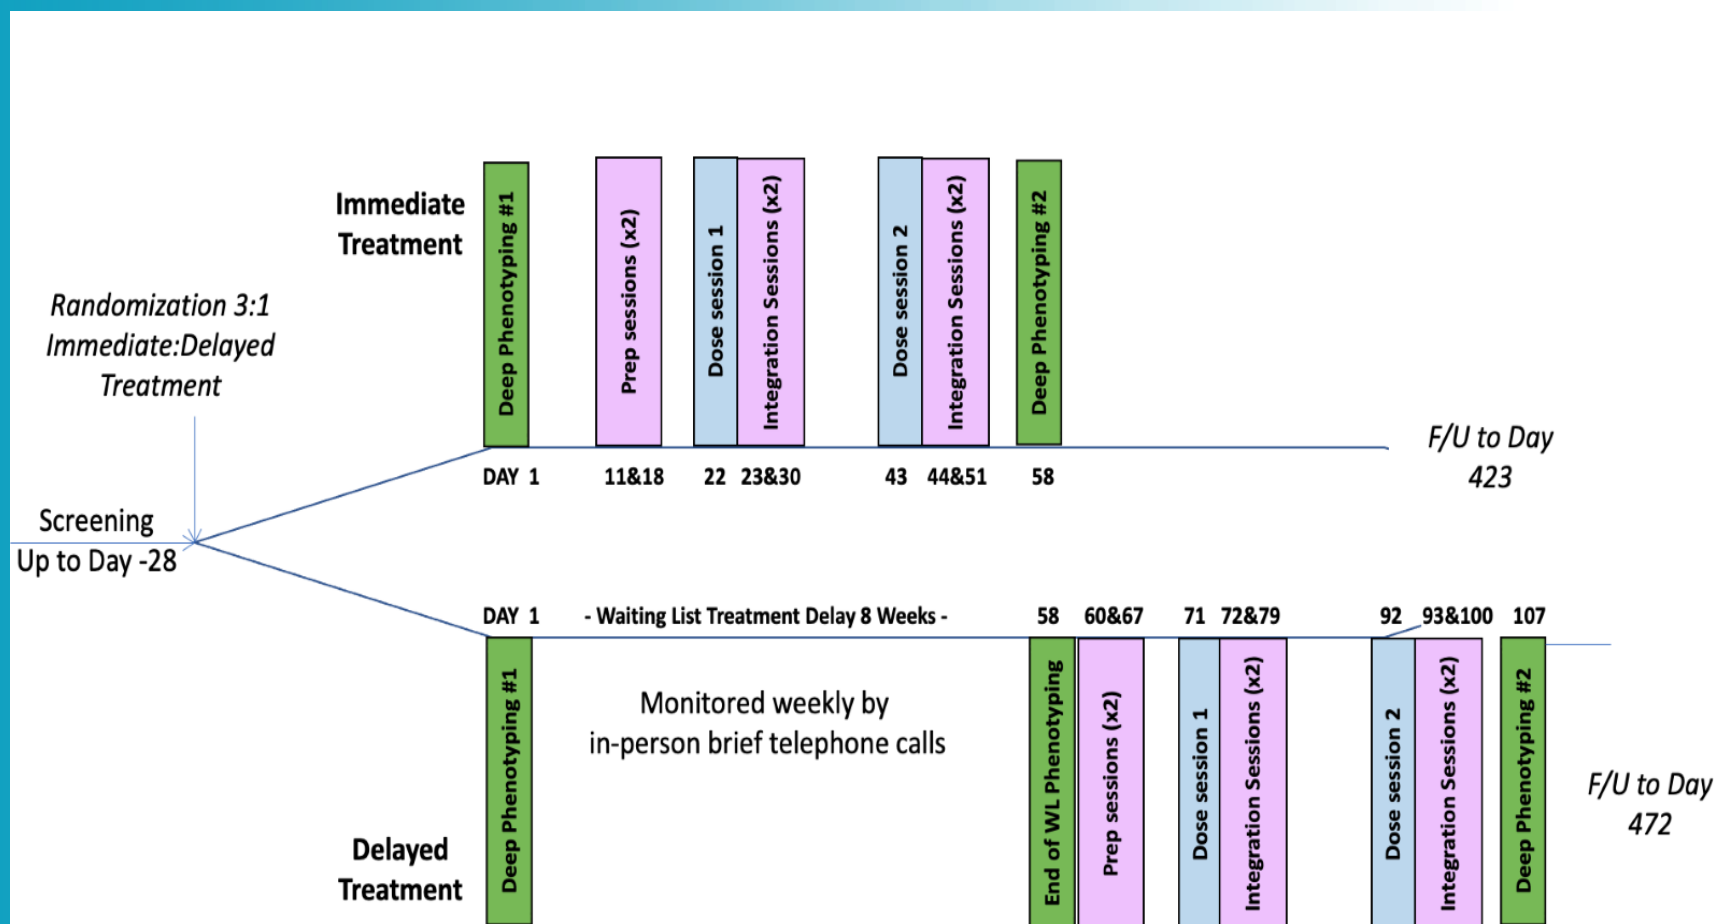 Immediate
Treatment
Deep Phenotyping #1
Prep sessions (x2)
Dose session 1
Integration Sessions (x2)
Dose session 2
Integration Sessions (x2)
Deep Phenotyping #2
Randomization 3:1
Immediate:Delayed
Treatment
F/U to Day
423
DAY 1
11&18
22
23&30
43
44&51
58
Screening
Up to Day -28
DAY 1
- Waiting List Treatment Delay 8 Weeks -
58
60&67
71
72&79
92
93&100
107
Deep Phenotyping #1
Monitored weekly by
in-person brief telephone calls
End of WL Phenotyping
Prep sessions (x2)
Dose session 1
Integration Sessions (x2)
Dose session 2
Integration Sessions (x2)
Deep Phenotyping #2
F/U to Day
472
Delayed
Treatment